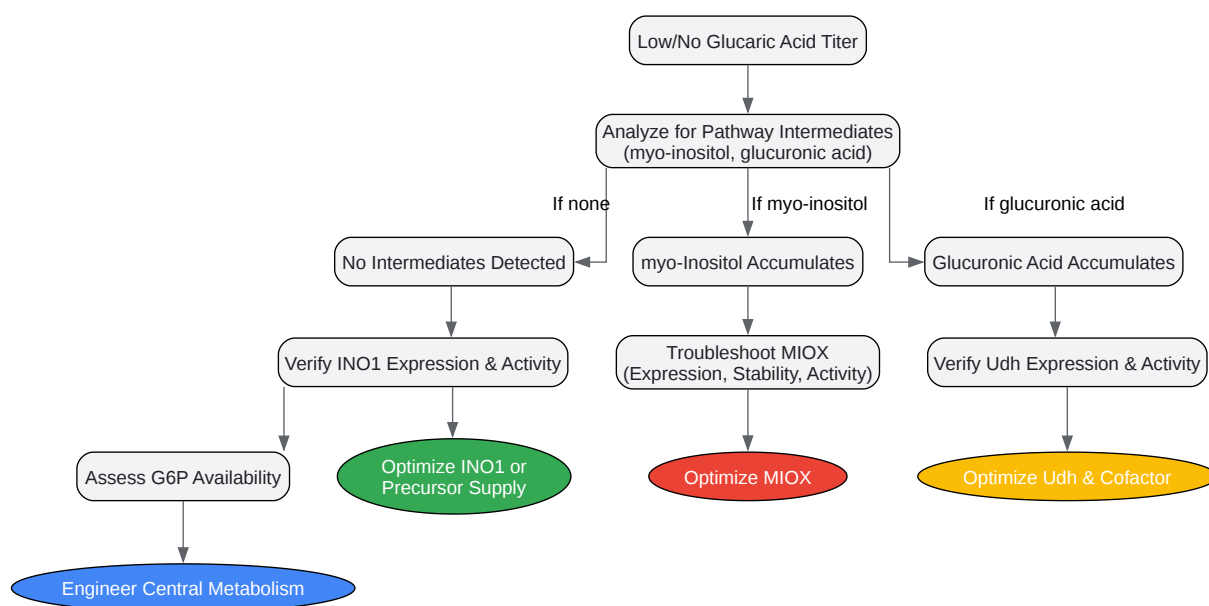 Low/No Glucaric Acid Titer
Analyze for Pathway Intermediates
(myo-inositol, glucuronic acid)
If none
If myo-inositol
If glucuronic acid
No Intermediates Detected
myo-Inositol Accumulates
Glucuronic Acid Accumulates
Verify INO1 Expression & Activity
Troubleshoot MIOX
(Expression, Stability, Activity)
Verify Udh Expression & Activity
Assess G6P Availability
Optimize INO1 or
Precursor Supply
Optimize MIOX
Optimize Udh & Cofactor
Engineer Central Metabolism